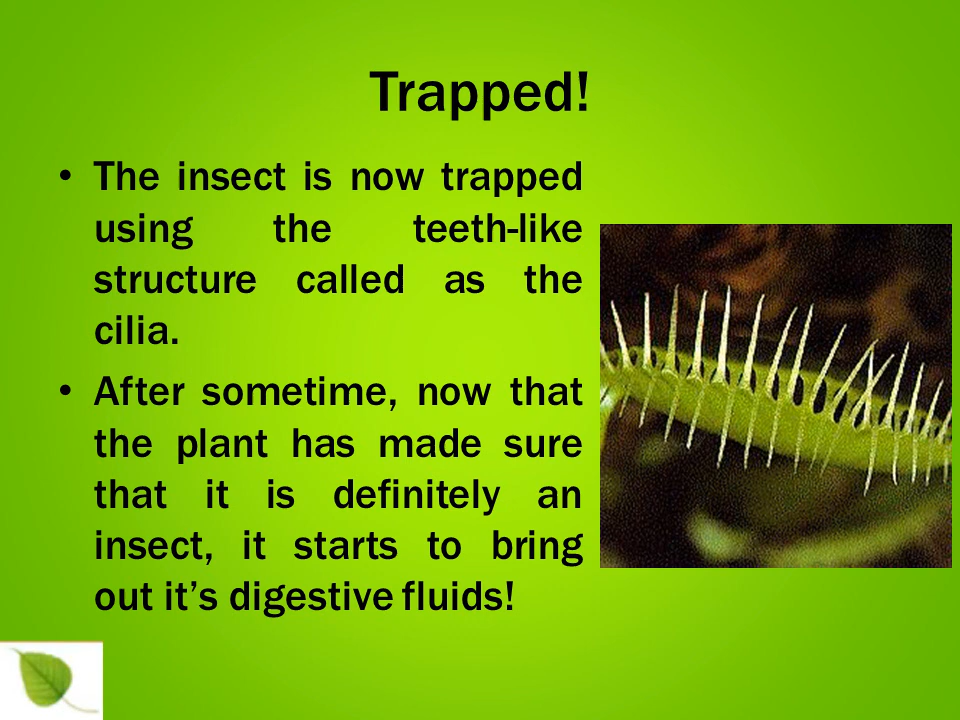 Trapped!
• The insect is now trapped
using the teeth-like
structure called as the
cilia.
• After sometime, now that
the plant has made sure
that it is definitely an
insect, it starts to bring
out it’s digestive fluids!